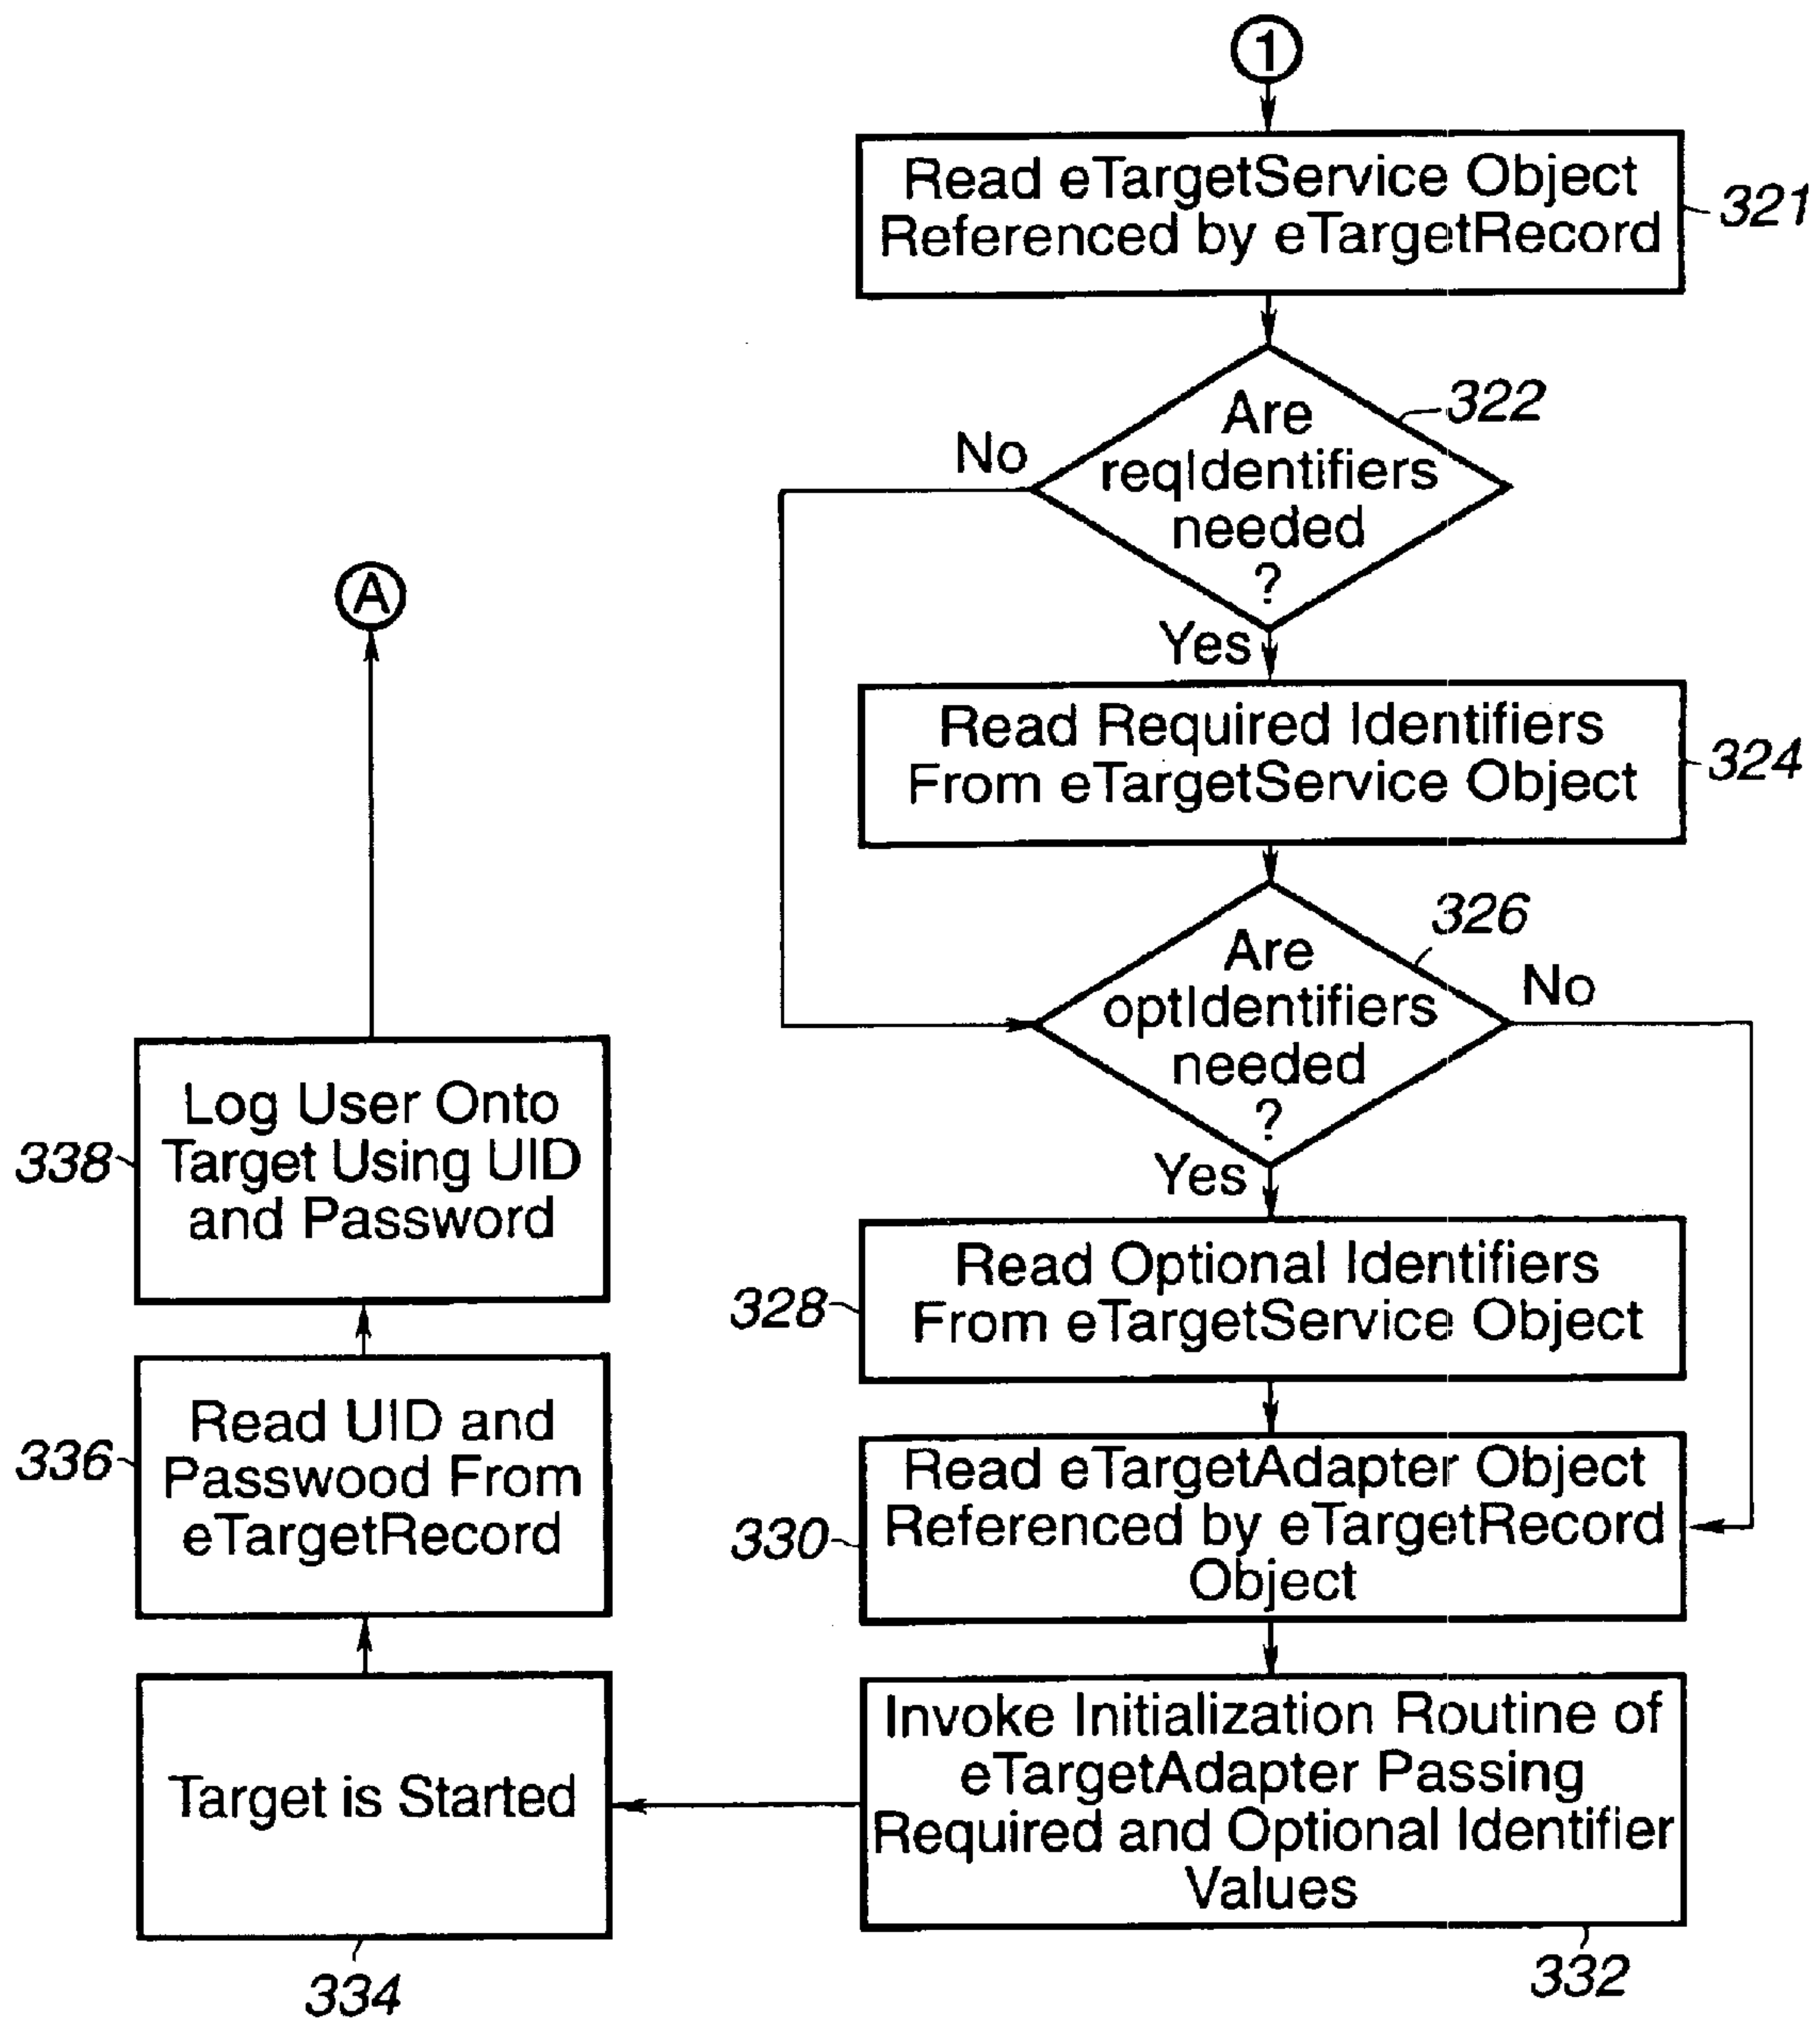 1
Read eTargetService Object
Referenced by eTargetRecord
321
Are
reqIdentifiers
needed
?
322
No
Yes
Read Required Identifiers
From eTargetService Object
324
Are
optIdentifiers
needed
?
326
No
Yes
Read Optional Identifiers
From eTargetService Object
328
Read eTargetAdapter Object
Referenced by eTargetRecord
Object
330
Invoke Initialization Routine of
eTargetAdapter Passing
Required and Optional Identifier
Values
332
Target is Started
334
Read UID and
Passwood From
eTargetRecord
336
Log User Onto
Target Using UID
and Password
338
A